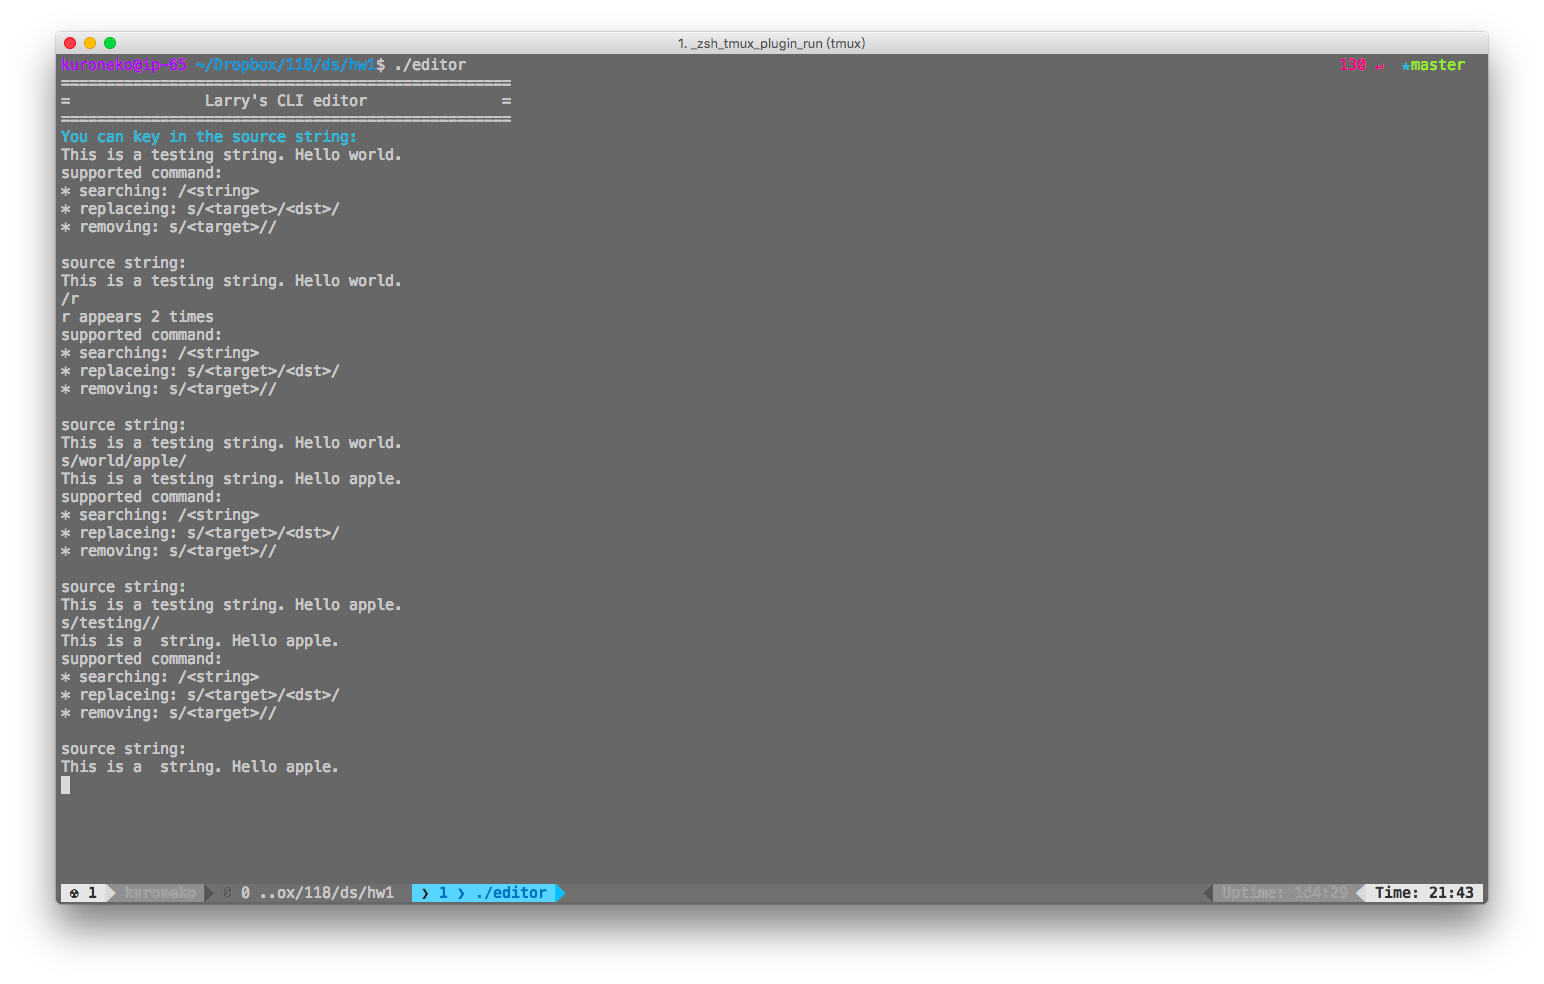 1. _zsh_tmux_plugin_run (tmux)
kuroneko@ip-65 ~/Dropbox/118/ds/hw1$ ./editor 130 ↵ ★master
==================================================
=               Larry's CLI editor               =
==================================================
You can key in the source string:
This is a testing string. Hello world.
supported command:
* searching: /<string>
* replaceing: s/<target>/<dst>/
* removing: s/<target>//
source string:
This is a testing string. Hello world.
/r
r appears 2 times
supported command:
* searching: /<string>
* replaceing: s/<target>/<dst>/
* removing: s/<target>//
source string:
This is a testing string. Hello world.
s/world/apple/
This is a testing string. Hello apple.
supported command:
* searching: /<string>
* replaceing: s/<target>/<dst>/
* removing: s/<target>//
source string:
This is a testing string. Hello apple.
s/testing//
This is a  string. Hello apple.
supported command:
* searching: /<string>
* replaceing: s/<target>/<dst>/
* removing: s/<target>//
source string:
This is a  string. Hello apple.
☢ 1 kuroneko 0 0 ..ox/118/ds/hw1 ❯ 1 ❯ ./editor Uptime: 1d4:29 Time: 21:43